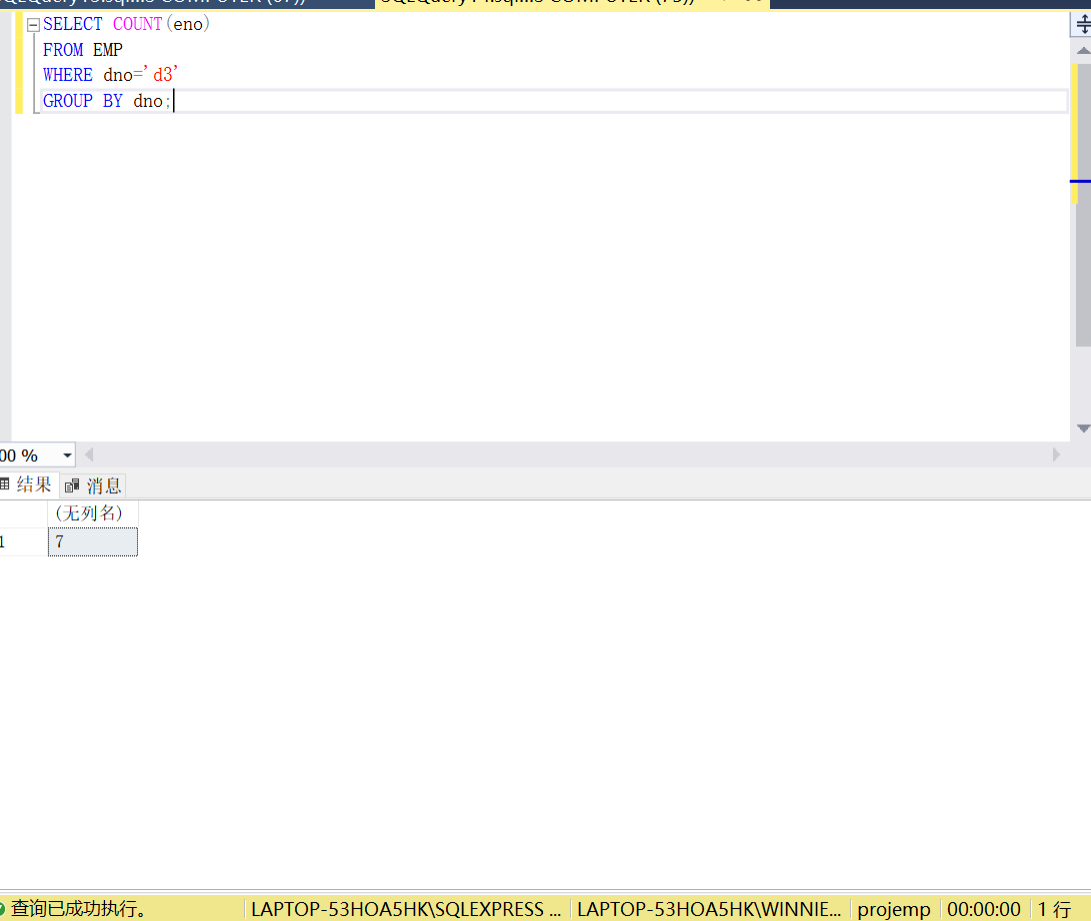 SELECT COUNT(eno)
FROM EMP
WHERE dno='d3'
GROUP BY dno;
00 %
结果 消息
(无列名)
1 7
查询已成功执行。 LAPTOP-53HOA5HK\SQLEXPRESS ... LAPTOP-53HOA5HK\WINNIE... projemp 00:00:00 1 行